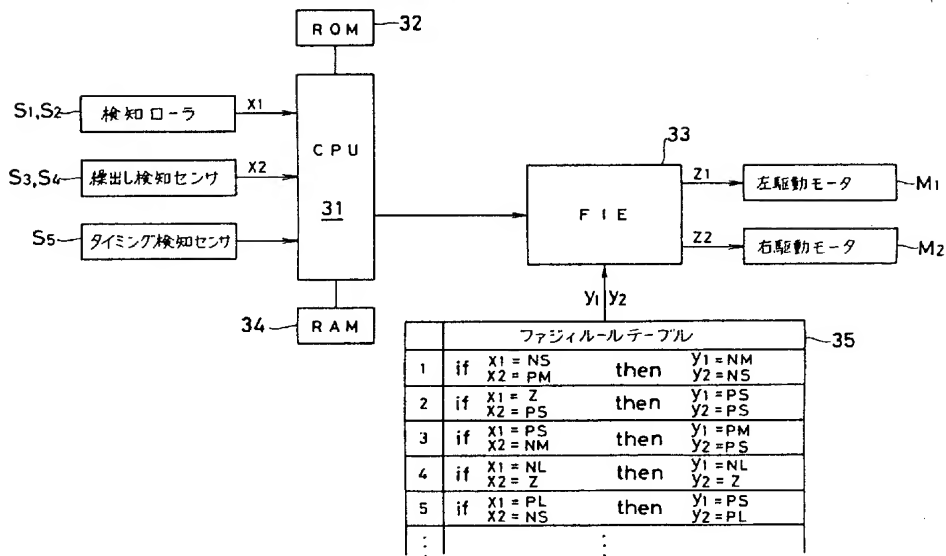 ROM
32
S1,S2
検知ローラ
X1
CPU
31
S3,S4
繰出し検知センサ
X2
S5
タイミング検知センサ
34
RAM
33
FIE
Z1
左駆動モータ
M1
Z2
右駆動モータ
M2
y1 y2
ファジィルールテーブル
35
1 if X1 = NS then y1 = NM
X2 = PM y2 = NS
2 if X1 = Z then y1 = PS
X2 = PS y2 = PS
3 if X1 = PS then y1 = PM
X2 = NM y2 = PS
4 if X1 = NL then y1 = NL
X2 = Z y2 = Z
5 if X1 = PL then y1 = PS
X2 = NS y2 = PL